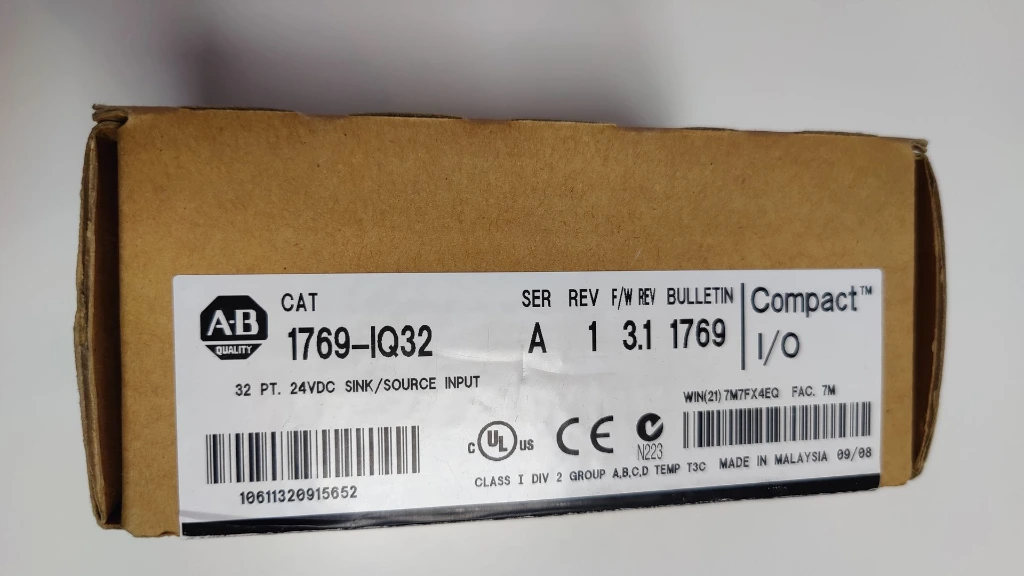 A-B
QUALITY
CAT
1769-IQ32
32 PT. 24VDC SINK/SOURCE INPUT
SER REV F/W REV BULLETIN
A 1 3.1 1769
Compact™
I/O
WIN(21) 7M7FX4EQ FAC. 7M
10611320915652
c UL US CE N223
CLASS I DIV 2 GROUP A,B,C,D TEMP T3C MADE IN MALAYSIA 09/08